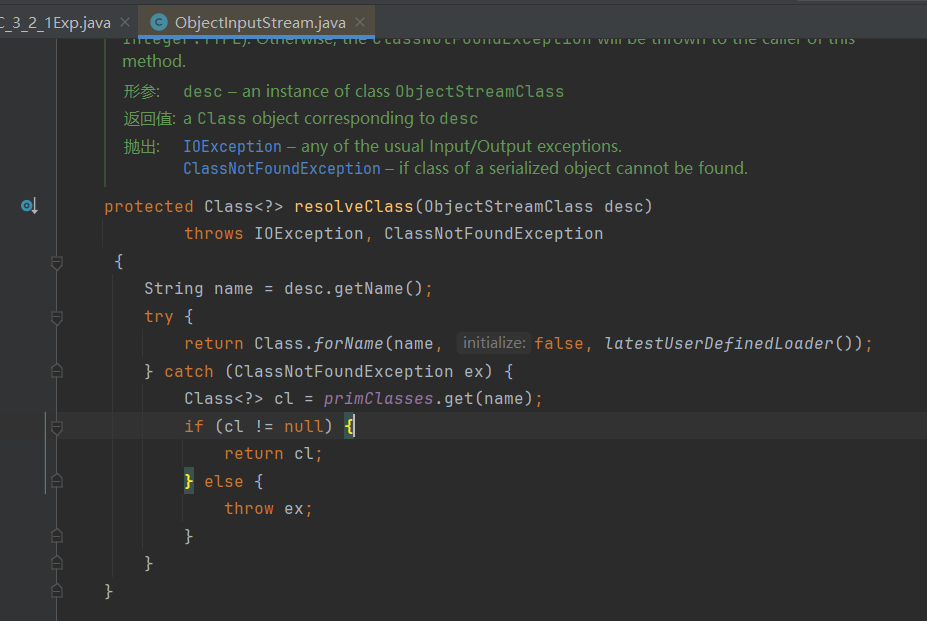 C_3_2_1Exp.java
ObjectInputStream.java
Integer.TYPE). Otherwise, the ClassNotFoundException will be thrown to the caller of this
method.
形参: desc – an instance of class ObjectStreamClass
返回值: a Class object corresponding to desc
抛出: IOException – any of the usual Input/Output exceptions.
ClassNotFoundException – if class of a serialized object cannot be found.
protected Class<?> resolveClass(ObjectStreamClass desc)
throws IOException, ClassNotFoundException
{
String name = desc.getName();
try {
return Class.forName(name, initialize: false, latestUserDefinedLoader());
} catch (ClassNotFoundException ex) {
Class<?> cl = primClasses.get(name);
if (cl != null) {
return cl;
} else {
throw ex;
}
}
}